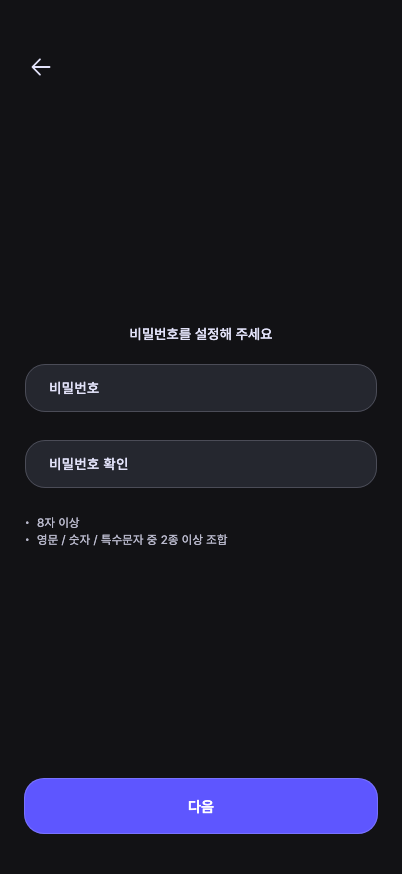 비밀번호를 설정해 주세요
비밀번호
비밀번호 확인
• 8자 이상
• 영문 / 숫자 / 특수문자 중 2종 이상 조합
다음